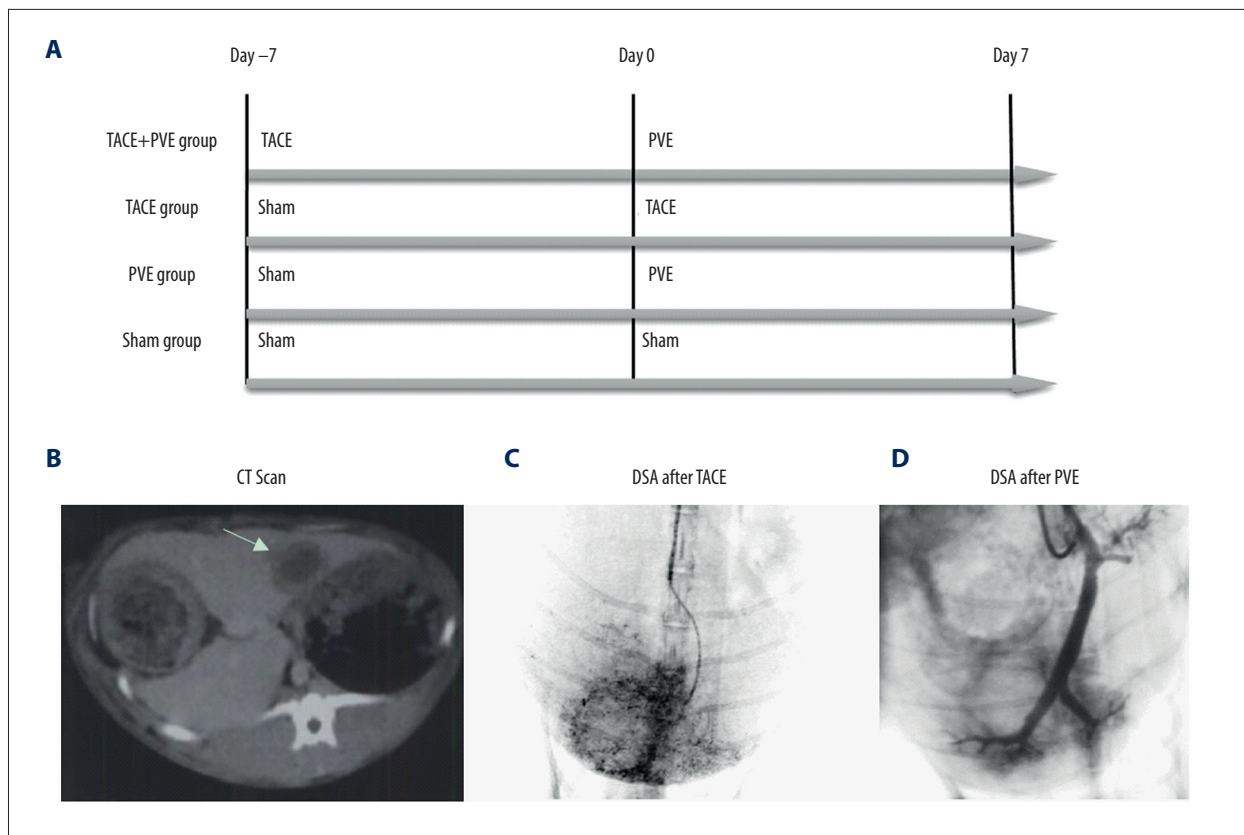 A
Day –7 Day 0 Day 7
TACE+PVE group TACE PVE
TACE group Sham TACE
PVE group Sham PVE
Sham group Sham Sham
B C D
CT Scan DSA after TACE DSA after PVE